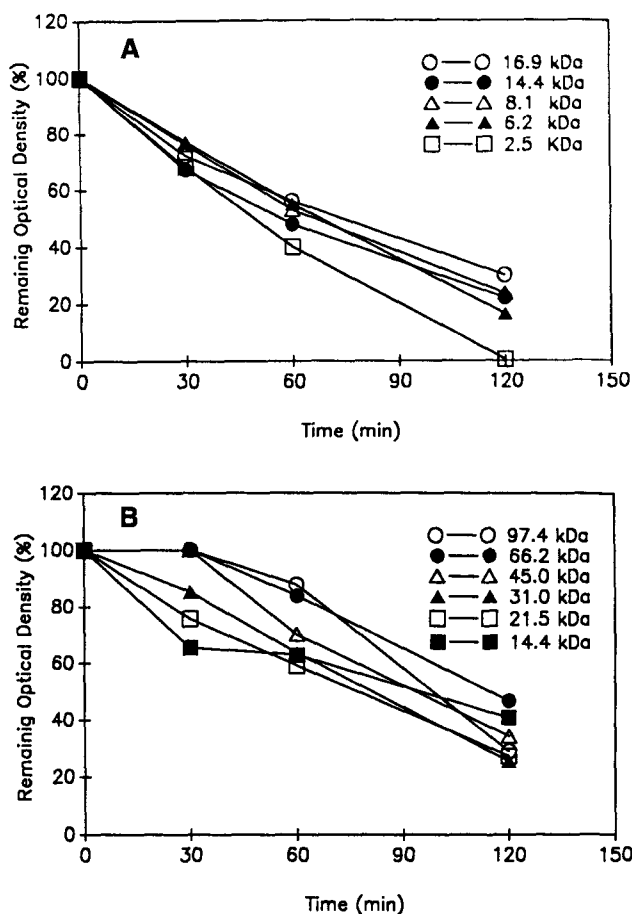 A
120
100
80
60
40
20
0
Remainig Optical Density (%)
16.9 kDa
14.4 kDa
8.1 kDa
6.2 kDa
2.5 KDa
0 30 60 90 120 150
Time (min)
B
120
100
80
60
40
20
0
Remainig Optical Density (%)
97.4 kDa
66.2 kDa
45.0 kDa
31.0 kDa
21.5 kDa
14.4 kDa
0 30 60 90 120 150
Time (min)